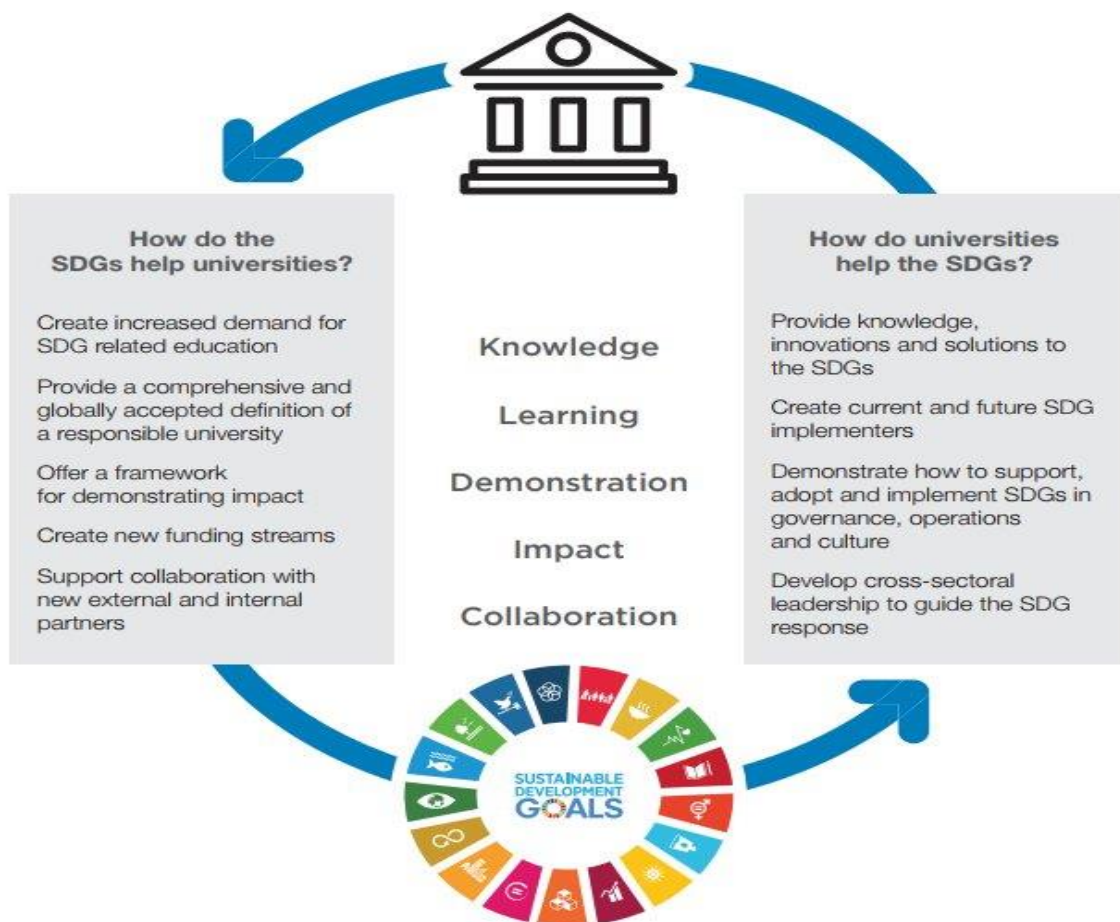 How do the
SDGs help universities?
Create increased demand for
SDG related education
Provide a comprehensive and
globally accepted definition of
a responsible university
Offer a framework
for demonstrating impact
Create new funding streams
Support collaboration with
new external and internal
partners
Knowledge
Learning
Demonstration
Impact
Collaboration
How do universities
help the SDGs?
Provide knowledge,
innovations and solutions to
the SDGs
Create current and future SDG
implementers
Demonstrate how to support,
adopt and implement SDGs in
governance, operations
and culture
Develop cross-sectoral
leadership to guide the SDG
response
SUSTAINABLE
DEVELOPMENT
GOALS